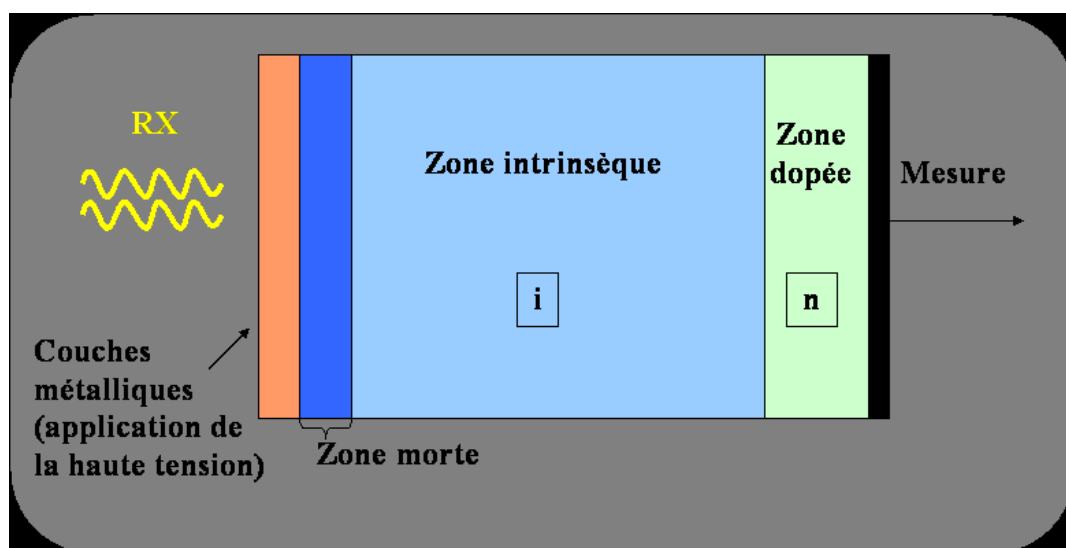 RX
Zone intrinsèque
Zone
dopée
Mesure
i
n
Couches
métalliques
(application de
la haute tension)
Zone morte